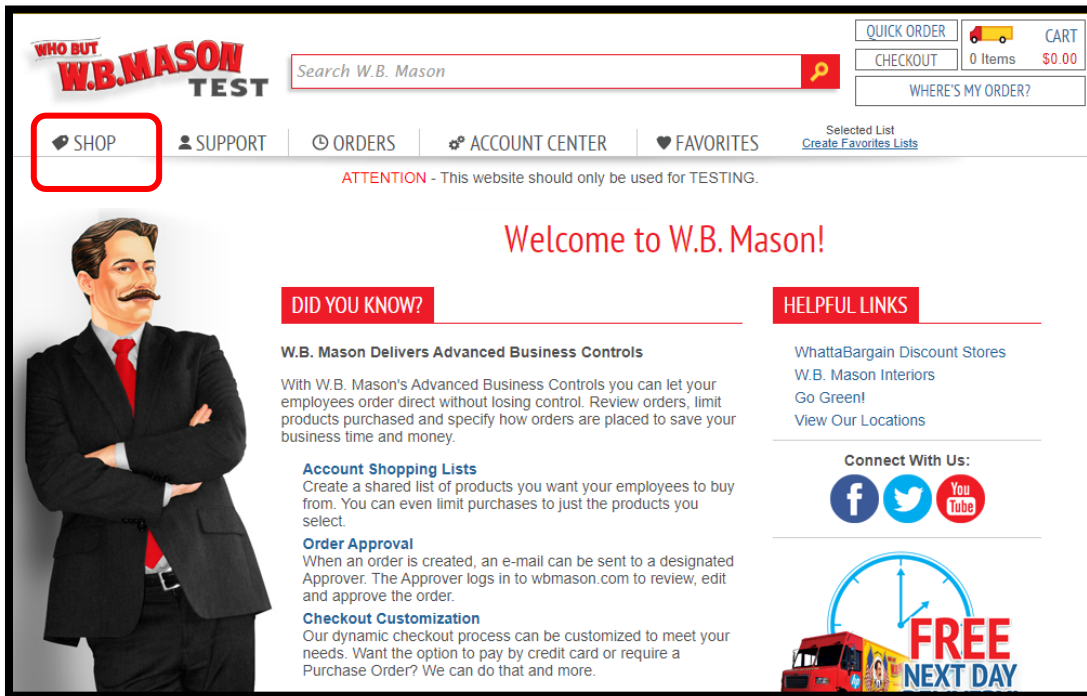 WHO BUT
W.B.MASON
TEST
Search W.B. Mason
QUICK ORDER
CHECKOUT
CART
0 Items $0.00
WHERE'S MY ORDER?
SHOP
SUPPORT
ORDERS
ACCOUNT CENTER
FAVORITES
Selected List
Create Favorites Lists
ATTENTION - This website should only be used for TESTING.
Welcome to W.B. Mason!
DID YOU KNOW?
W.B. Mason Delivers Advanced Business Controls
With W.B. Mason's Advanced Business Controls you can let your
employees order direct without losing control. Review orders, limit
products purchased and specify how orders are placed to save your
business time and money.
Account Shopping Lists
Create a shared list of products you want your employees to buy
from. You can even limit purchases to just the products you
select.
Order Approval
When an order is created, an e-mail can be sent to a designated
Approver. The Approver logs in to wbmason.com to review, edit
and approve the order.
Checkout Customization
Our dynamic checkout process can be customized to meet your
needs. Want the option to pay by credit card or require a
Purchase Order? We can do that and more.
HELPFUL LINKS
WhattaBargain Discount Stores
W.B. Mason Interiors
Go Green!
View Our Locations
Connect With Us:
f
You
Tube
FREE
NEXT DAY
hp